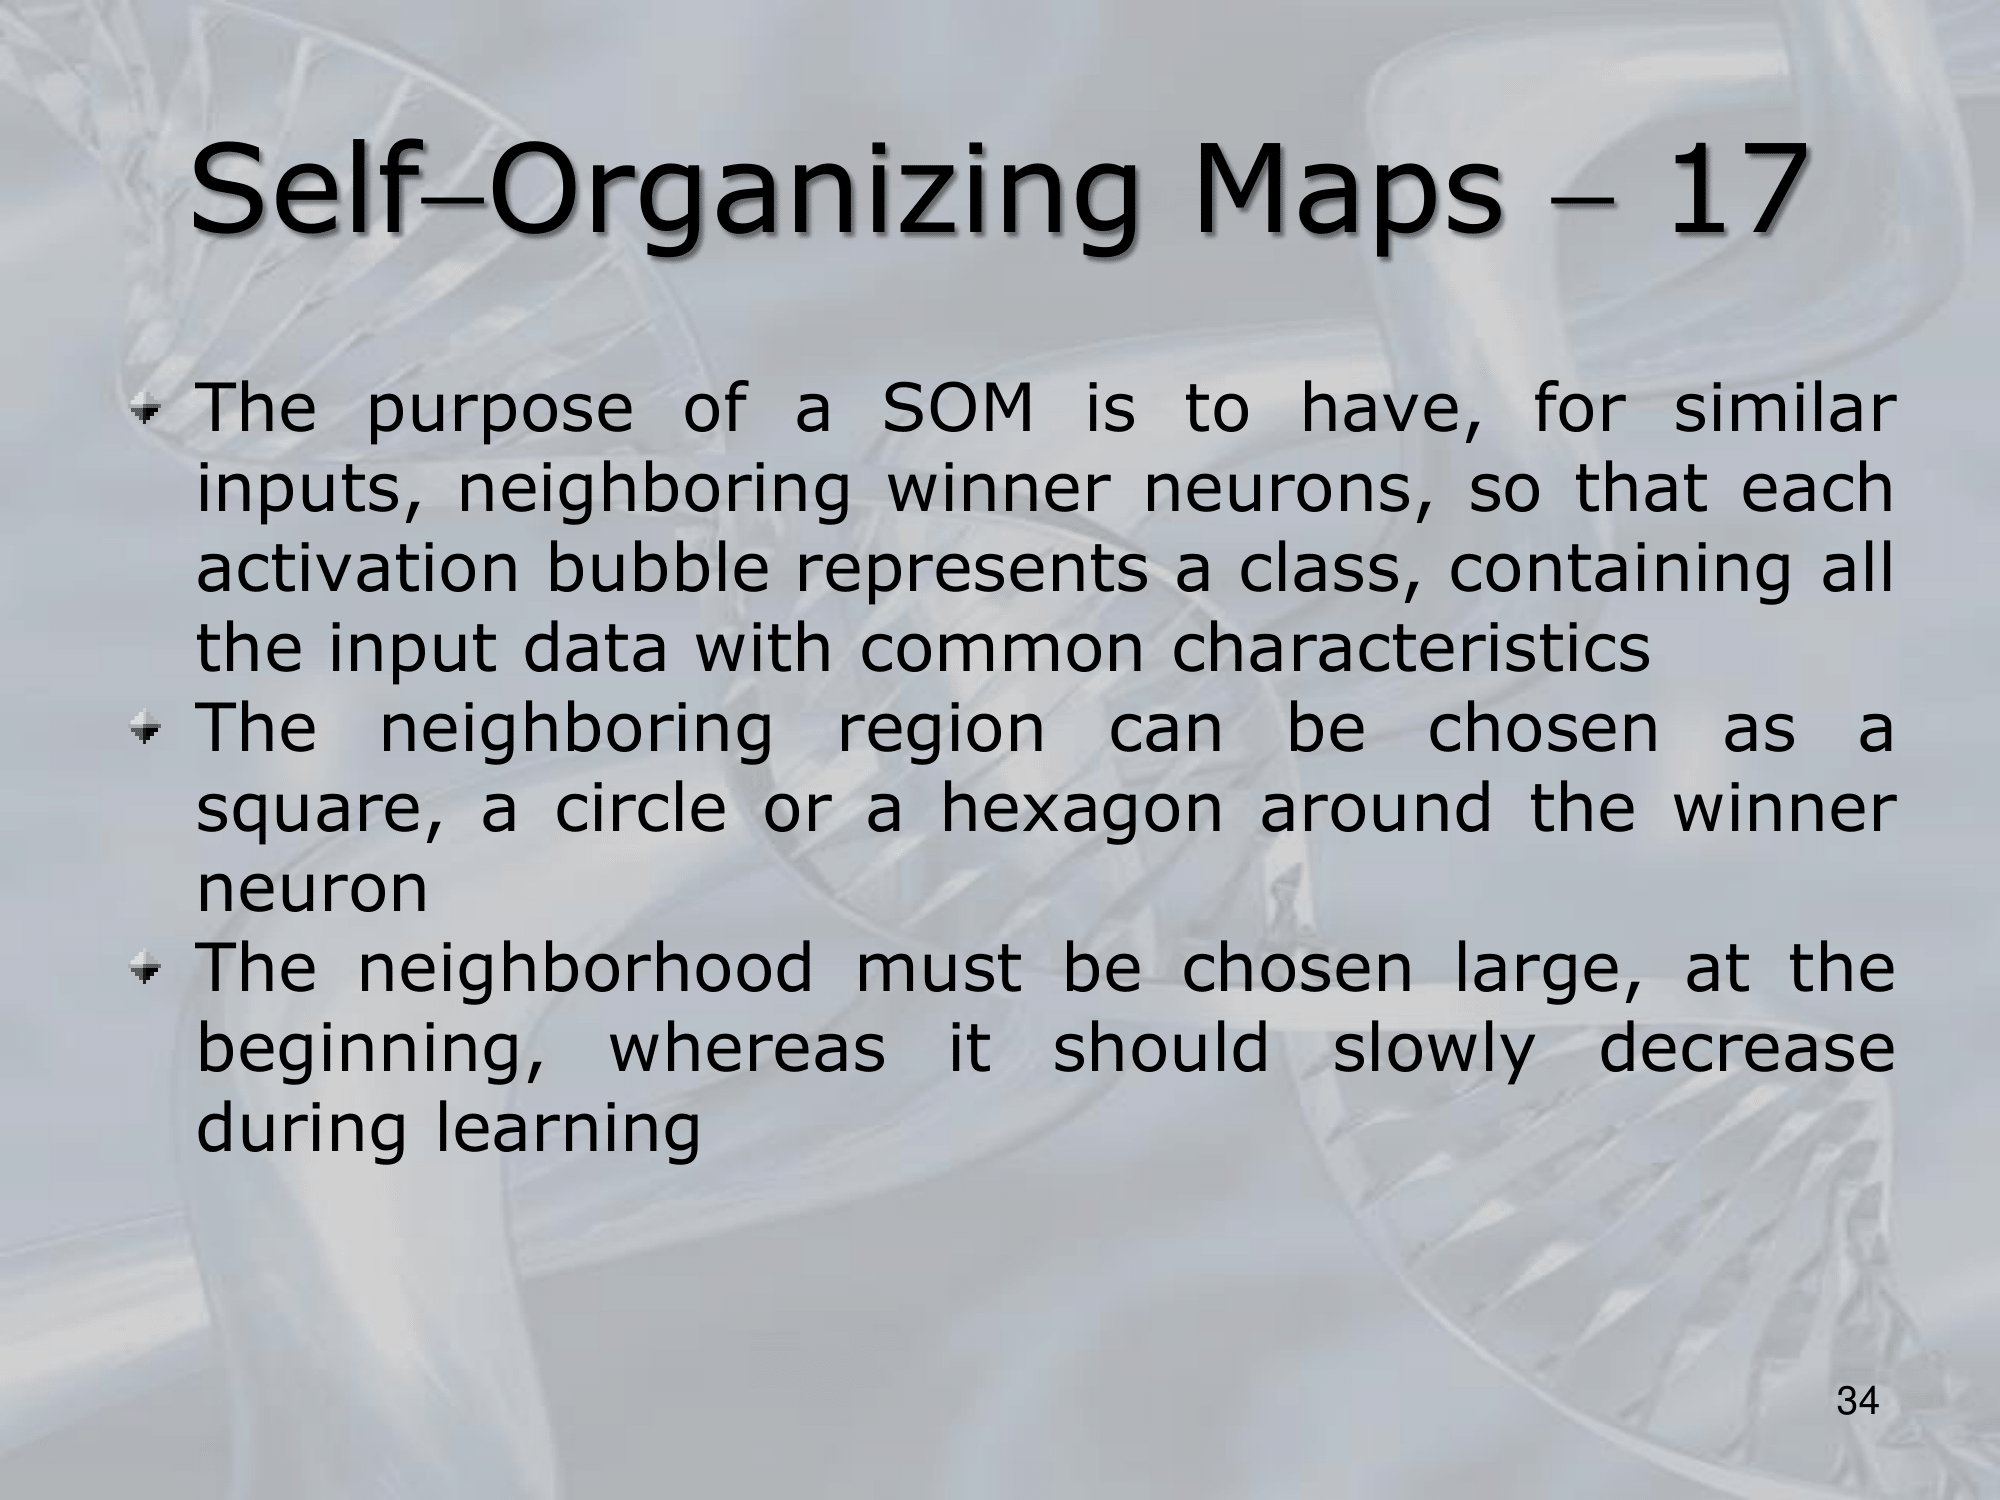 Self–Organizing Maps – 17
The purpose of a SOM is to have, for similar
inputs, neighboring winner neurons, so that each
activation bubble represents a class, containing all
the input data with common characteristics
The neighboring region can be chosen as a
square, a circle or a hexagon around the winner
neuron
The neighborhood must be chosen large, at the
beginning, whereas it should slowly decrease
during learning
34